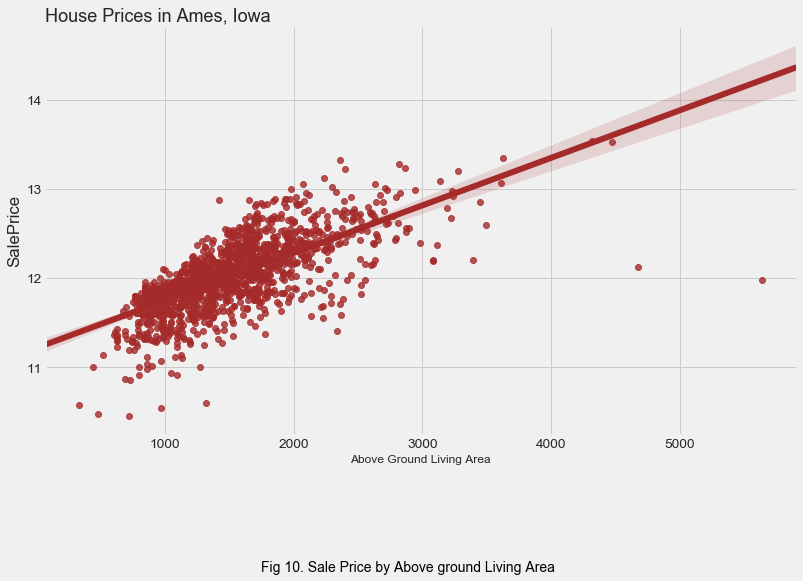 House Prices in Ames, Iowa
14
13
12
11
SalePrice
1000 2000 3000 4000 5000
Above Ground Living Area
Fig 10. Sale Price by Above ground Living Area